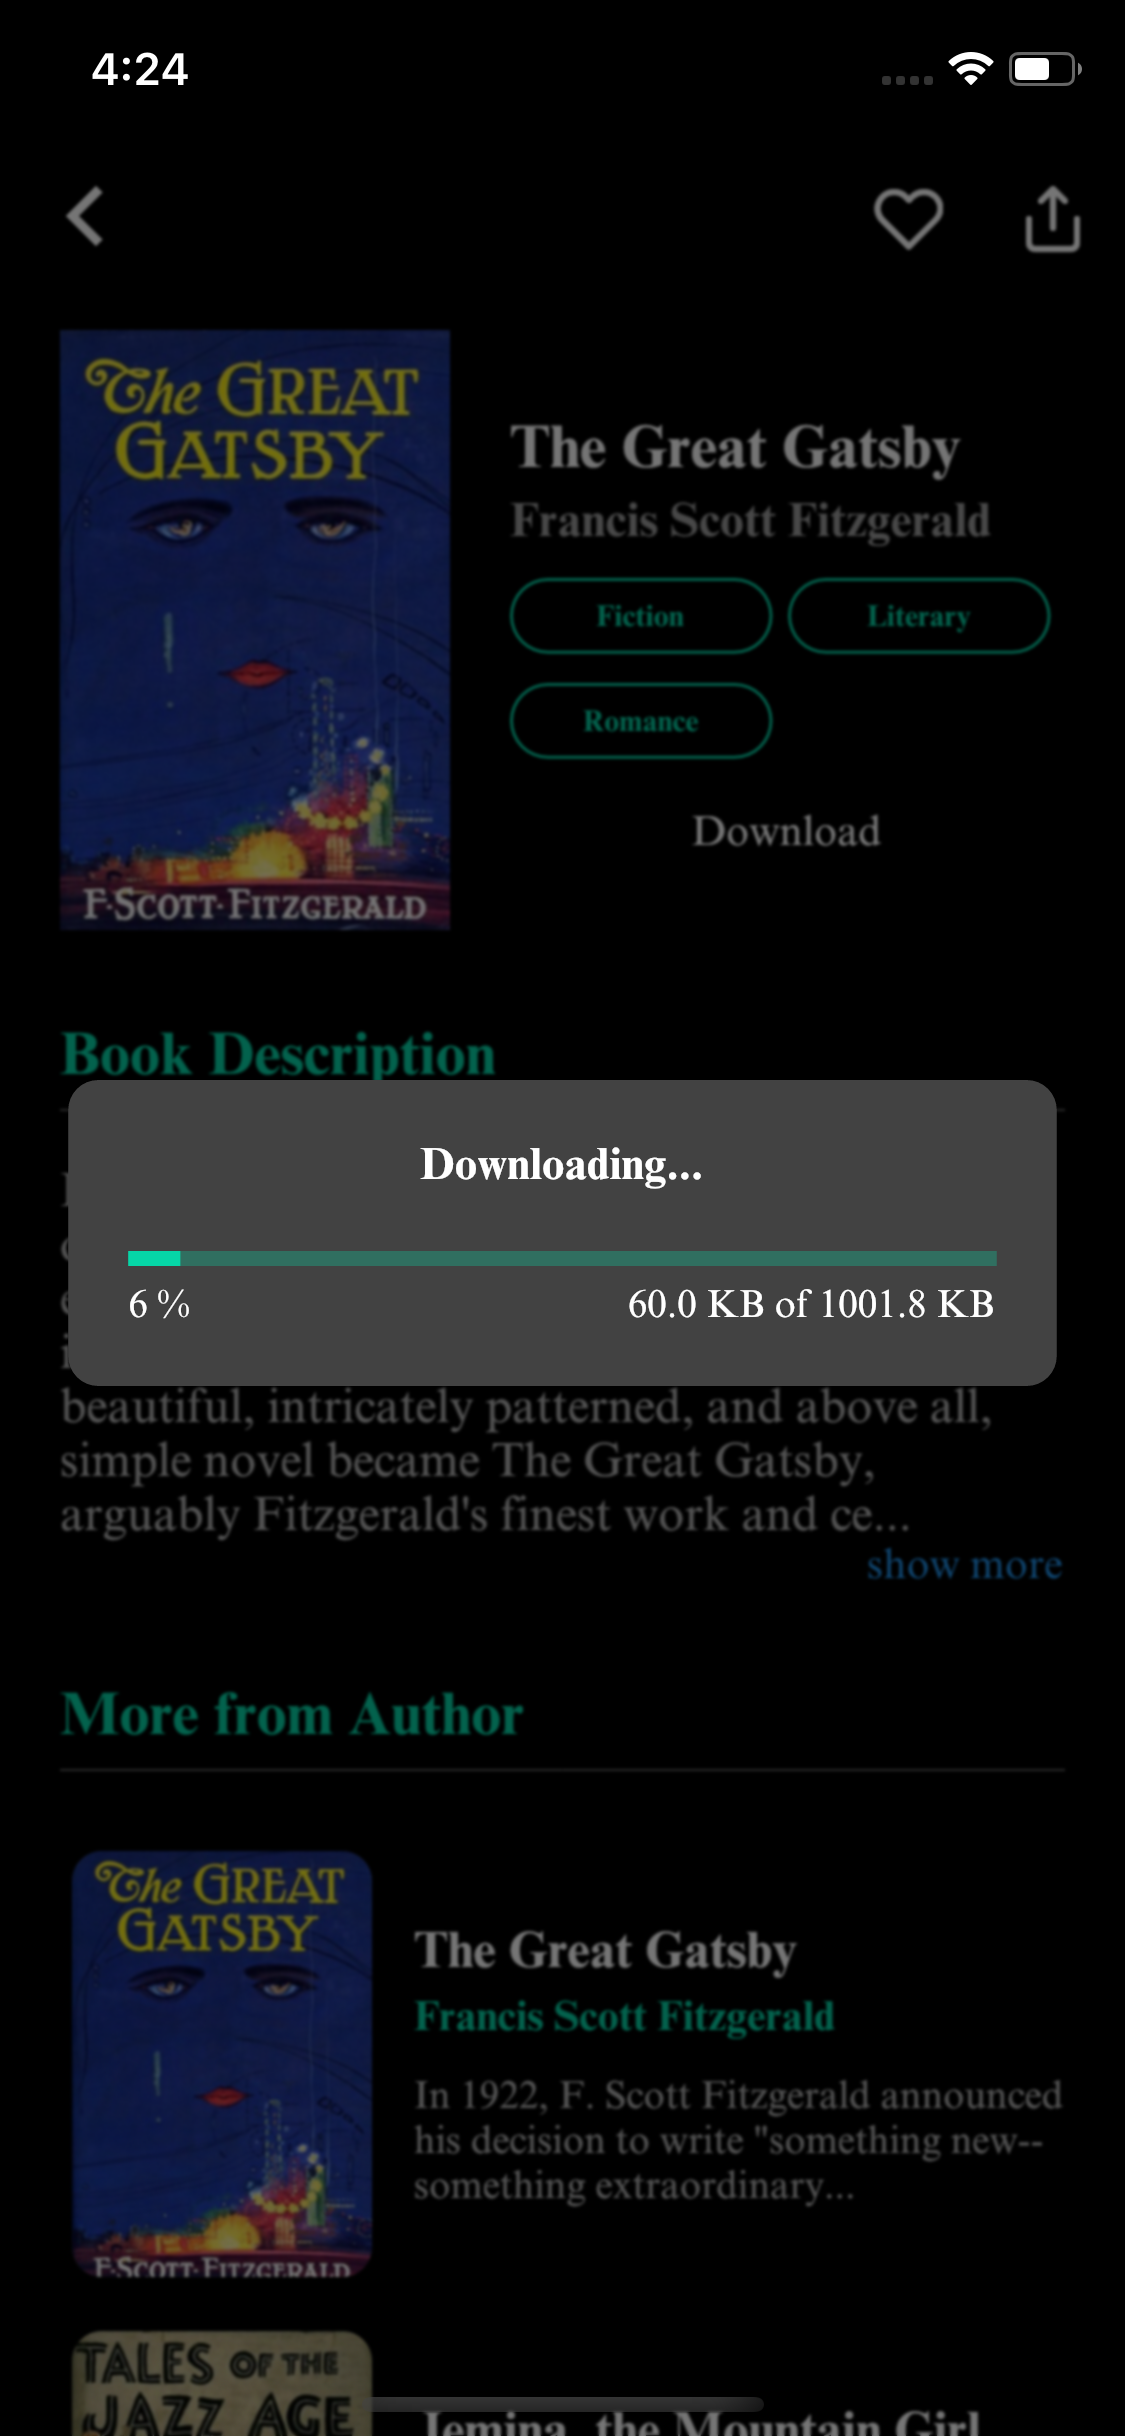 4:24
The GREAT
GATSBY
F·SCOTT·FITZGERALD
The Great Gatsby
Francis Scott Fitzgerald
Fiction
Literary
Romance
Download
Book Description
Downloading...
6 %
60.0 KB of 1001.8 KB
beautiful, intricately patterned, and above all,
simple novel became The Great Gatsby,
arguably Fitzgerald's finest work and ce...
show more
More from Author
The GREAT
GATSBY
F·SCOTT·FITZGERALD
The Great Gatsby
Francis Scott Fitzgerald
In 1922, F. Scott Fitzgerald announced
his decision to write "something new--
something extraordinary...
TALES OF THE
JAZZ AGE
Jemina, the Mountain Girl